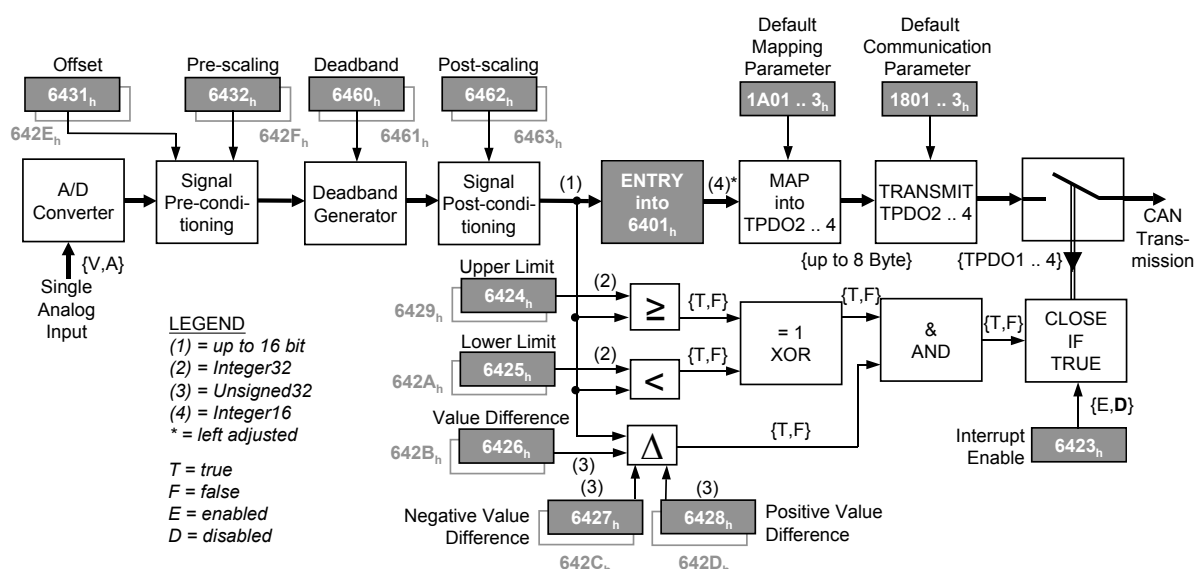 Offset
6431h
642Eh
Pre-scaling
6432h
642Fh
Deadband
6460h
6461h
Post-scaling
6462h
6463h
Default
Mapping
Parameter
1A01 .. 3h
Default
Communication
Parameter
1801 .. 3h
A/D
Converter
Signal
Pre-condi-
tioning
Deadband
Generator
Signal
Post-condi-
tioning
(1)
ENTRY
into
6401h
(4)*
MAP
into
TPDO2 .. 4
TRANSMIT
TPDO2 .. 4
CAN
Trans-
mission
{V,A}
Single
Analog
Input
{up to 8 Byte}
{TPDO1 .. 4}
Upper Limit
6424h
6429h
(2)
≥
{T,F}
Lower Limit
6425h
642Ah
(2)
<
{T,F}
= 1
XOR
{T,F}
&
AND
{T,F}
CLOSE
IF
TRUE
{E,D}
Interrupt
Enable
6423h
Value Difference
6426h
642Bh
(3)
Δ
{T,F}
(3)
(3)
Negative Value
Difference
6427h
642Ch
6428h
642Dh
Positive Value
Difference
LEGEND
(1) = up to 16 bit
(2) = Integer32
(3) = Unsigned32
(4) = Integer16
* = left adjusted
T = true
F = false
E = enabled
D = disabled